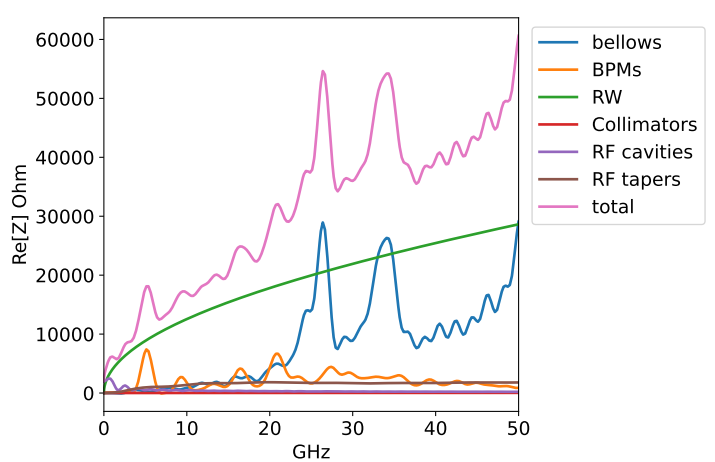 60000
50000
40000
30000
20000
10000
0
Re[Z] Ohm
0 10 20 30 40 50
GHz
bellows
BPMs
RW
Collimators
RF cavities
RF tapers
total